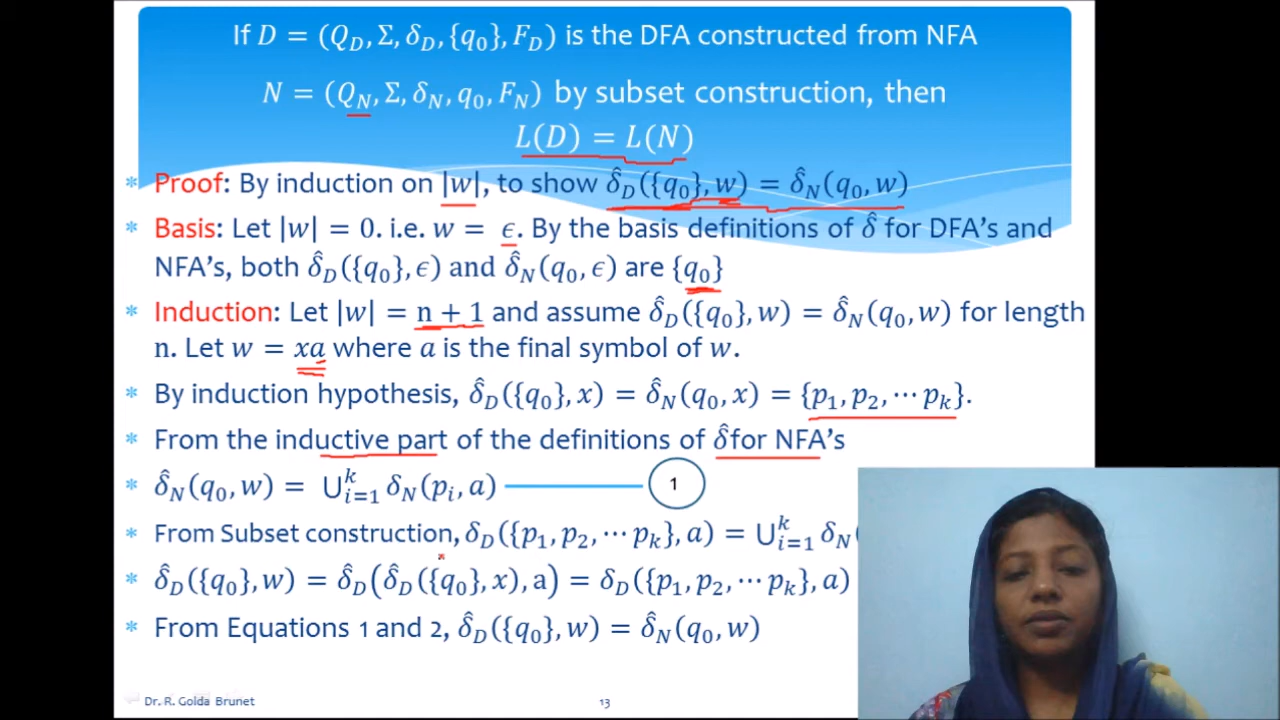 If D = (Q_D, Σ, δ_D, {q_0}, F_D) is the DFA constructed from NFA
N = (Q_N, Σ, δ_N, q_0, F_N) by subset construction, then
L(D) = L(N)
* Proof: By induction on |w|, to show δ̂_D({q_0}, w) = δ̂_N(q_0, w)
* Basis: Let |w| = 0. i.e. w = ϵ. By the basis definitions of δ̂ for DFA's and
NFA's, both δ̂_D({q_0}, ϵ) and δ̂_N(q_0, ϵ) are {q_0}
* Induction: Let |w| = n + 1 and assume δ̂_D({q_0}, w) = δ̂_N(q_0, w) for length
n. Let w = xa where a is the final symbol of w.
* By induction hypothesis, δ̂_D({q_0}, x) = δ̂_N(q_0, x) = {p_1, p_2, ⋯ p_k}.
* From the inductive part of the definitions of δ̂for NFA's
* δ̂_N(q_0, w) = ⋃_{i=1}^k δ_N(p_i, a) 1
* From Subset construction, δ_D({p_1, p_2, ⋯ p_k}, a) = ⋃_{i=1}^k δ_N(
* δ̂_D({q_0}, w) = δ̂_D(δ̂_D({q_0}, x), a) = δ_D({p_1, p_2, ⋯ p_k}, a)
* From Equations 1 and 2, δ̂_D({q_0}, w) = δ̂_N(q_0, w)
Dr. R. Golda Brunet 13